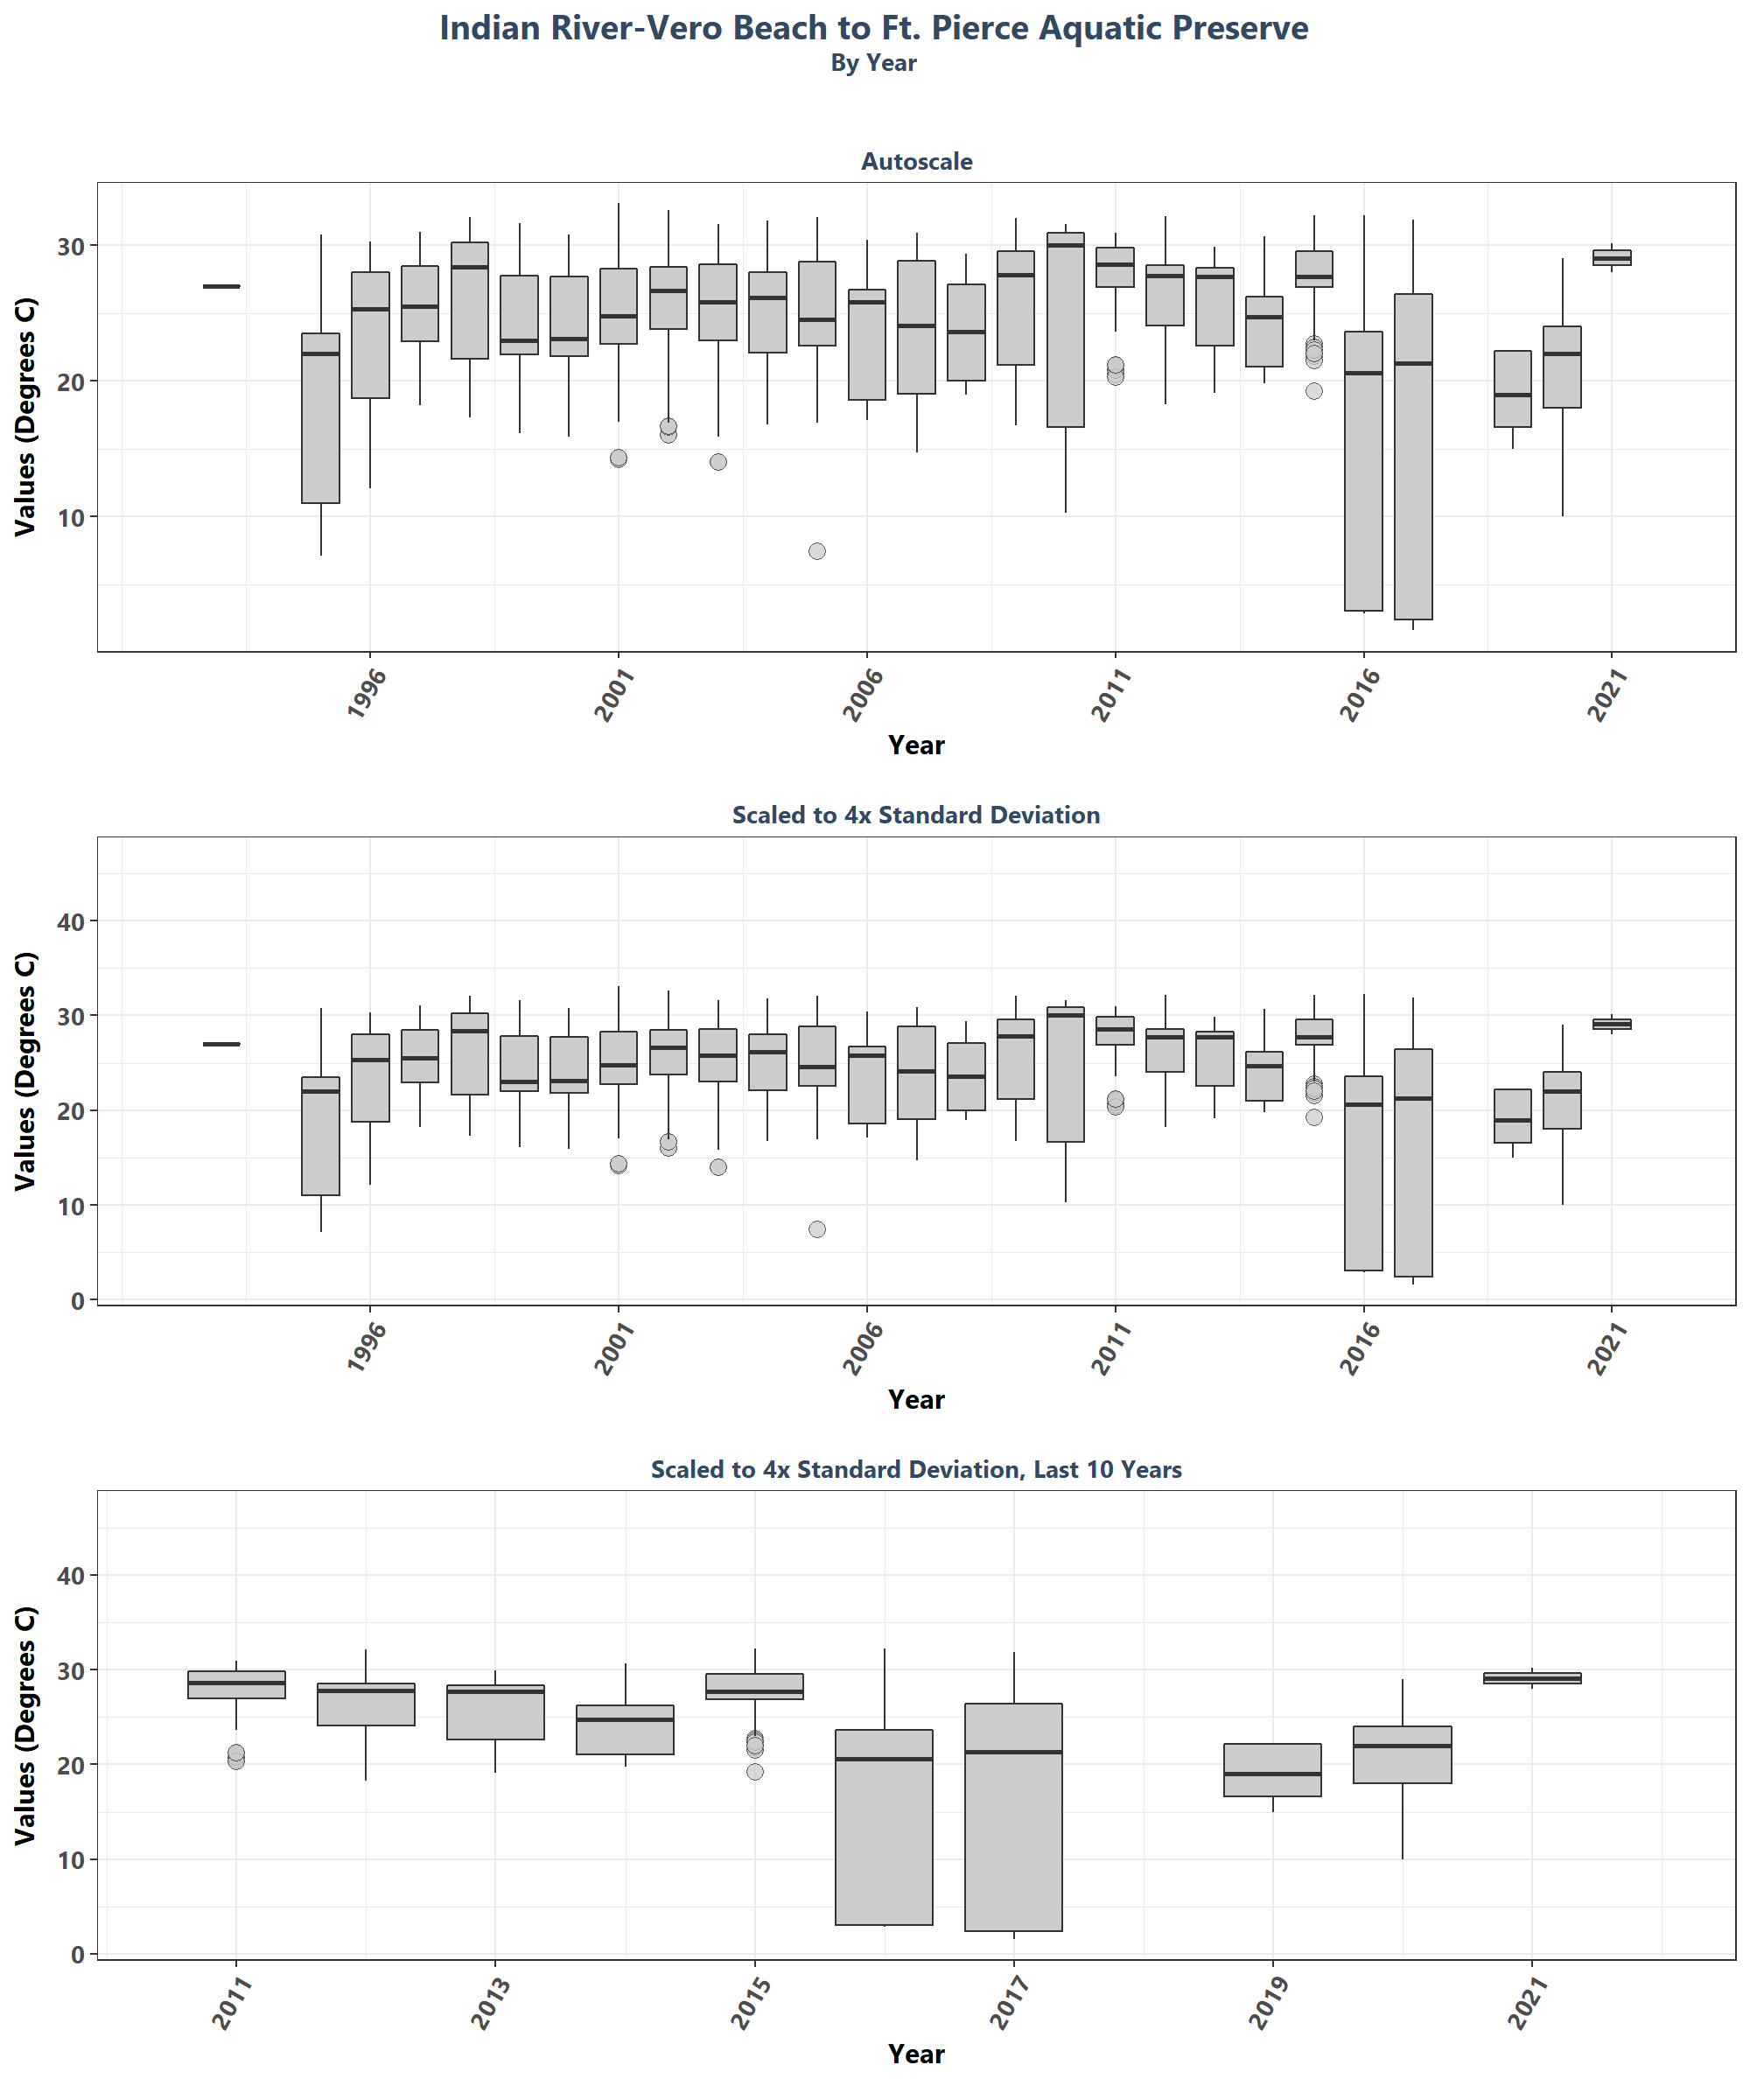 Indian River-Vero Beach to Ft. Pierce Aquatic Preserve
By Year
Autoscale
Values (Degrees C)
30
20
10
1996
2001
2006
2011
2016
2021
Year
Scaled to 4x Standard Deviation
Values (Degrees C)
40
30
20
10
0
1996
2001
2006
2011
2016
2021
Year
Scaled to 4x Standard Deviation, Last 10 Years
Values (Degrees C)
40
30
20
10
0
2011
2013
2015
2017
2019
2021
Year